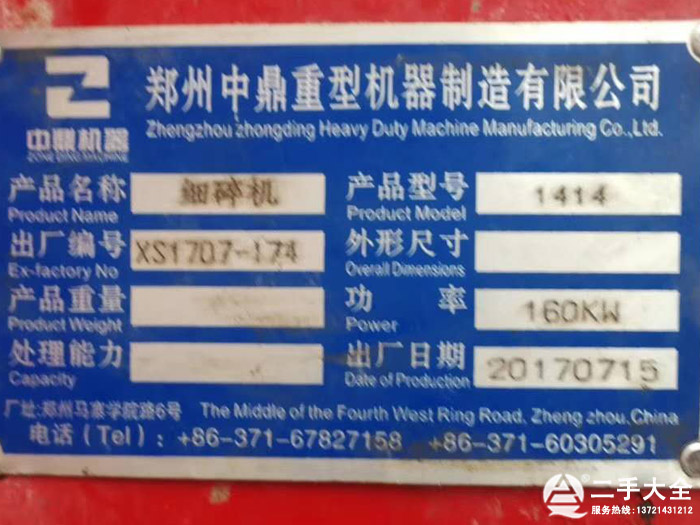 郑州中鼎重型机器制造有限公司
Zhengzhou zhongding Heavy Duty Machine Manufacturing Co.,Ltd.
中鼎机器
ZONE DING MACHINE
产品名称 细碎机 产品型号 1414
Product Name Product Model
出厂编号 XS1707-174 外形尺寸
Ex-factory No Overall Dimensions
产品重量 功率 160KW
Product Weight Power
处理能力 出厂日期 20170715
Capacity Date of Production
厂址:郑州马寨学院路6号 The Middle of the Fourth West Ring Road, Zheng zhou,China
电话(Tel): +86-371-67827158 +86-371-60305291
二手大全
服务热线:13721431212